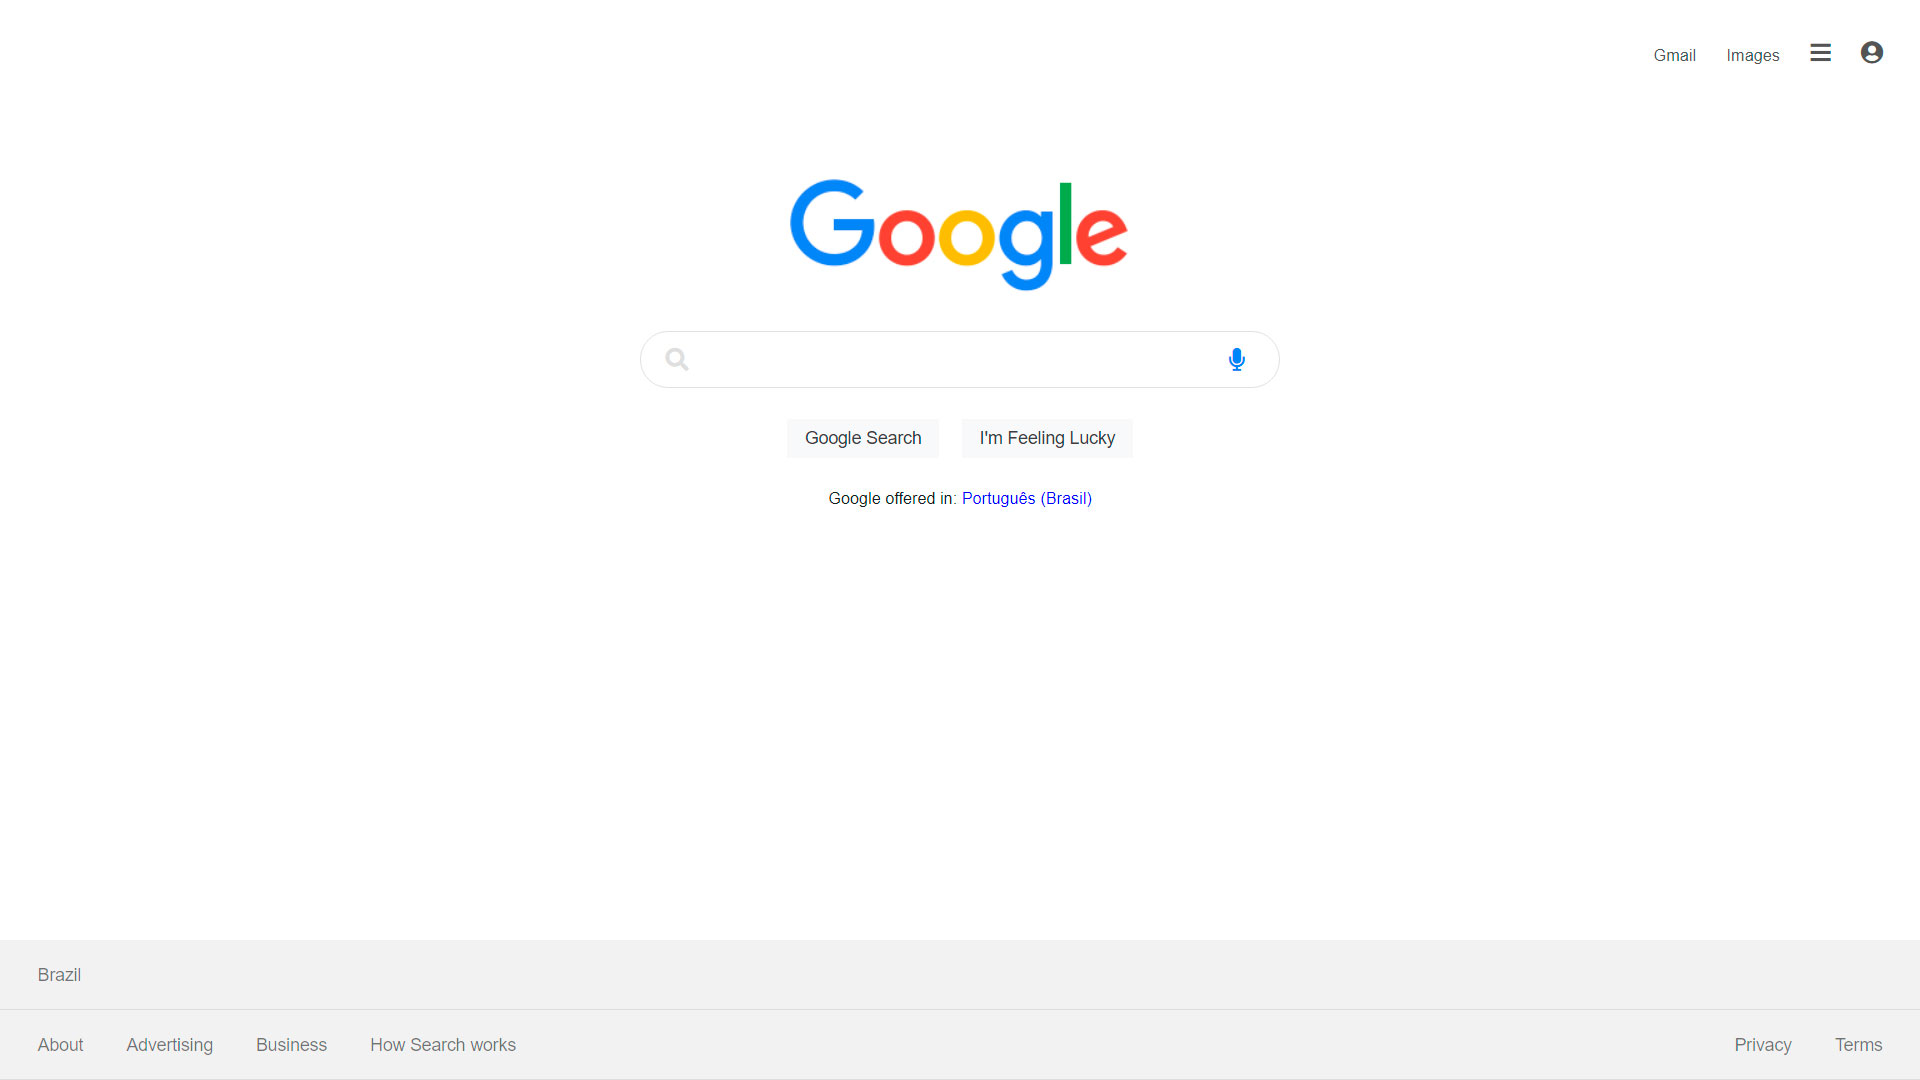 Gmail Images
Google
Google Search I'm Feeling Lucky
Google offered in: Português (Brasil)
Brazil
About Advertising Business How Search works Privacy Terms